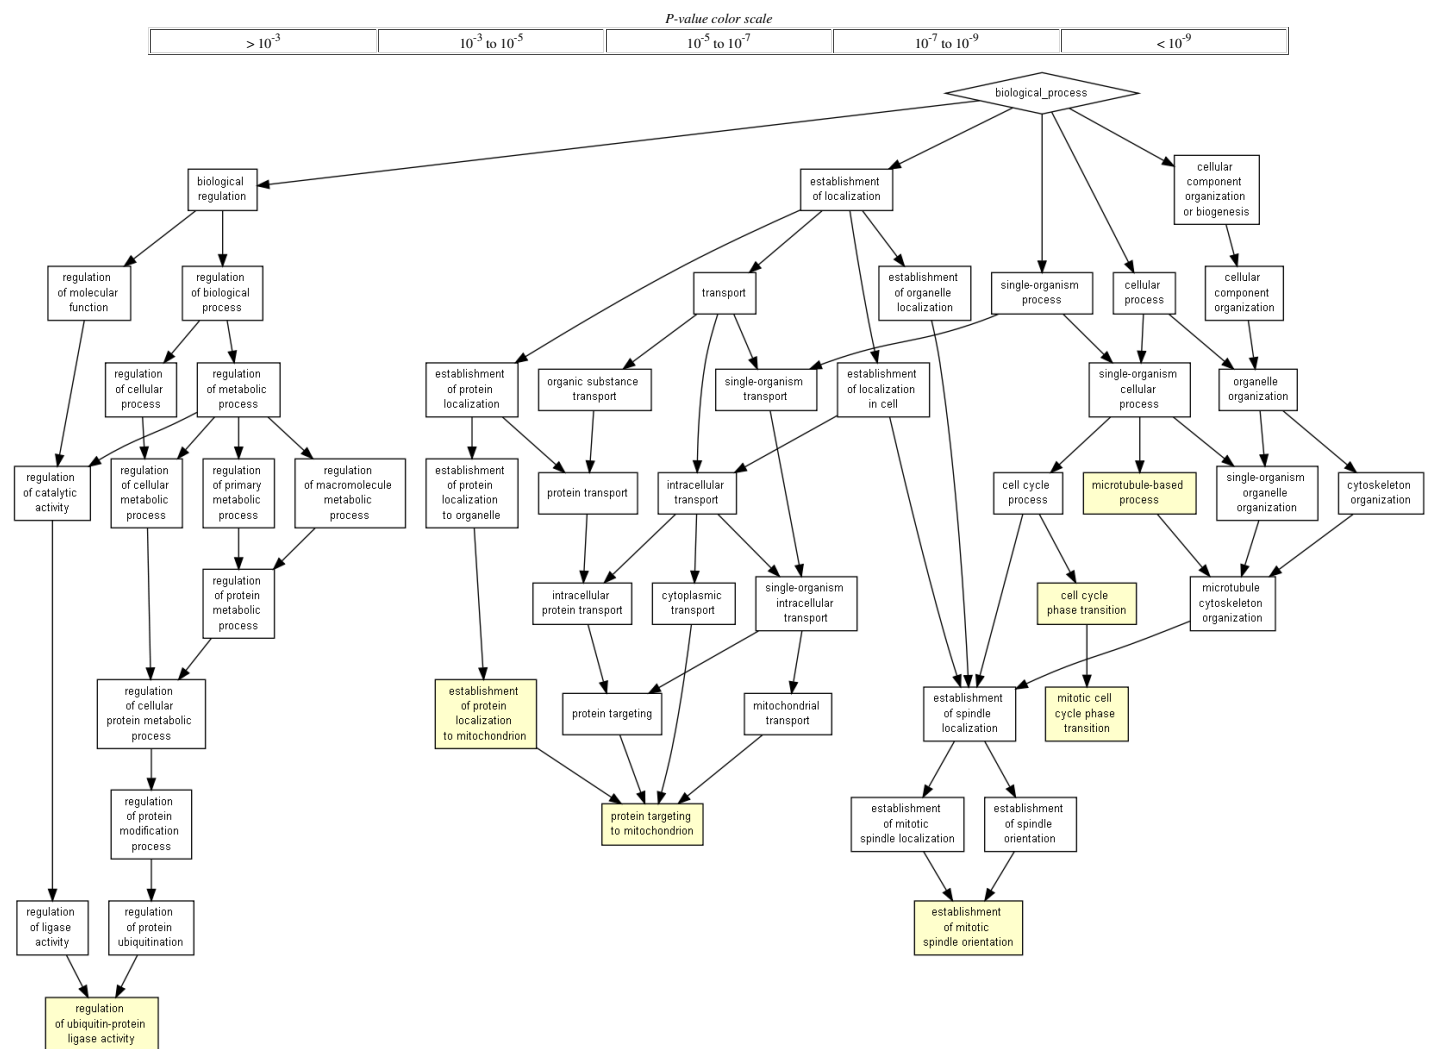 P-value color scale
> 10^-3
10^-3 to 10^-5
10^-5 to 10^-7
10^-7 to 10^-9
< 10^-9
biological_process
biological
regulation
establishment
of localization
cellular
component
organization
or biogenesis
regulation
of molecular
function
regulation
of biological
process
transport
establishment
of organelle
localization
single-organism
process
cellular
process
cellular
component
organization
regulation
of cellular
process
regulation
of metabolic
process
establishment
of protein
localization
organic substance
transport
single-organism
transport
establishment
of localization
in cell
single-organism
cellular
process
organelle
organization
regulation
of catalytic
activity
regulation
of cellular
metabolic
process
regulation
of primary
metabolic
process
regulation
of macromolecule
metabolic
process
establishment
of protein
localization
to organelle
protein transport
intracellular
transport
cell cycle
process
microtubule-based
process
single-organism
organelle
organization
cytoskeleton
organization
regulation
of protein
metabolic
process
intracellular
protein transport
cytoplasmic
transport
single-organism
intracellular
transport
cell cycle
phase transition
microtubule
cytoskeleton
organization
regulation
of cellular
protein metabolic
process
establishment
of protein
localization
to mitochondrion
protein targeting
mitochondrial
transport
establishment
of spindle
localization
mitotic cell
cycle phase
transition
regulation
of protein
modification
process
protein targeting
to mitochondrion
establishment
of mitotic
spindle localization
establishment
of spindle
orientation
regulation
of ligase
activity
regulation
of protein
ubiquitination
establishment
of mitotic
spindle orientation
regulation
of ubiquitin-protein
ligase activity